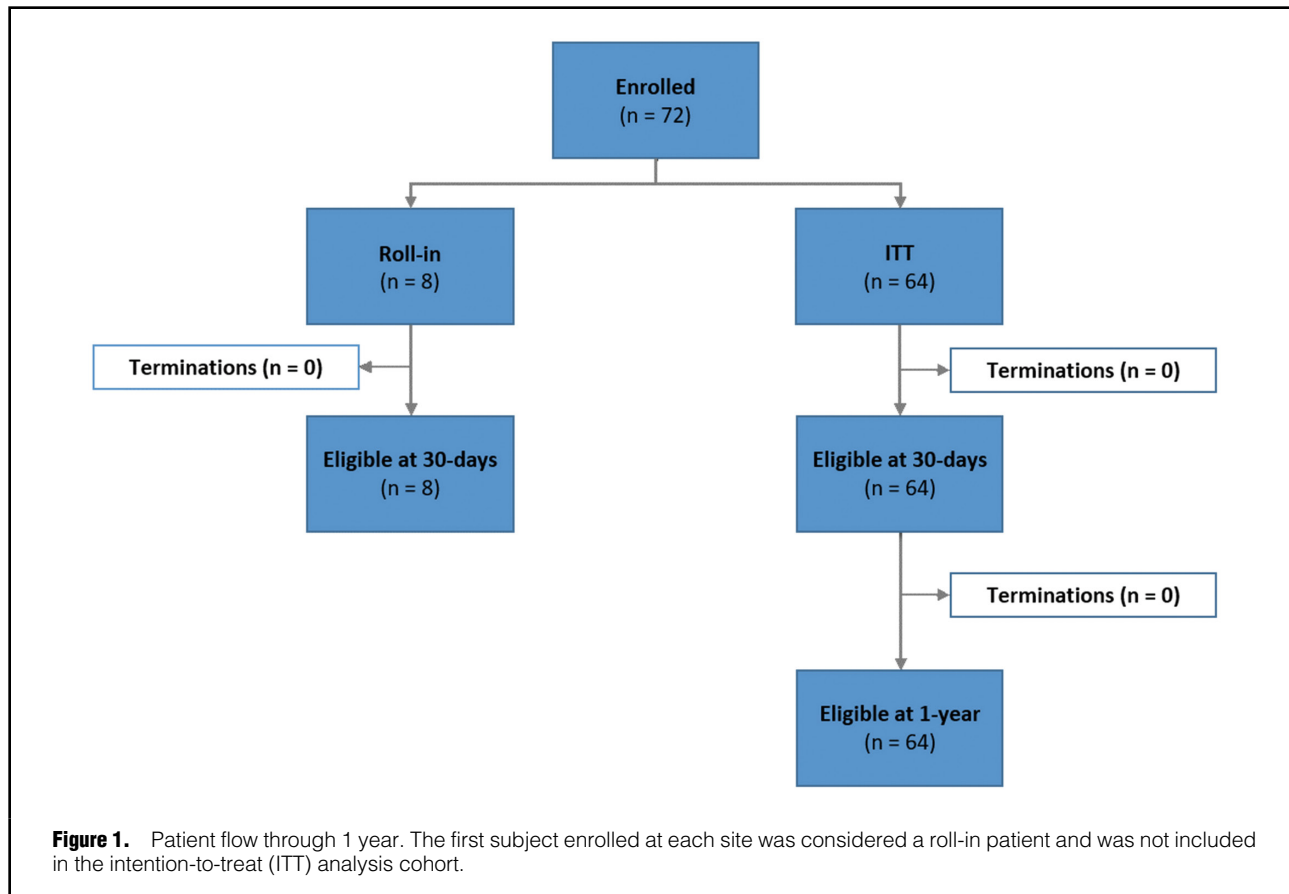 Enrolled
(n = 72)
Roll-in
(n = 8)
ITT
(n = 64)
Terminations (n = 0)
Terminations (n = 0)
Eligible at 30-days
(n = 8)
Eligible at 30-days
(n = 64)
Terminations (n = 0)
Eligible at 1-year
(n = 64)
Figure 1. Patient flow through 1 year. The first subject enrolled at each site was considered a roll-in patient and was not included
in the intention-to-treat (ITT) analysis cohort.